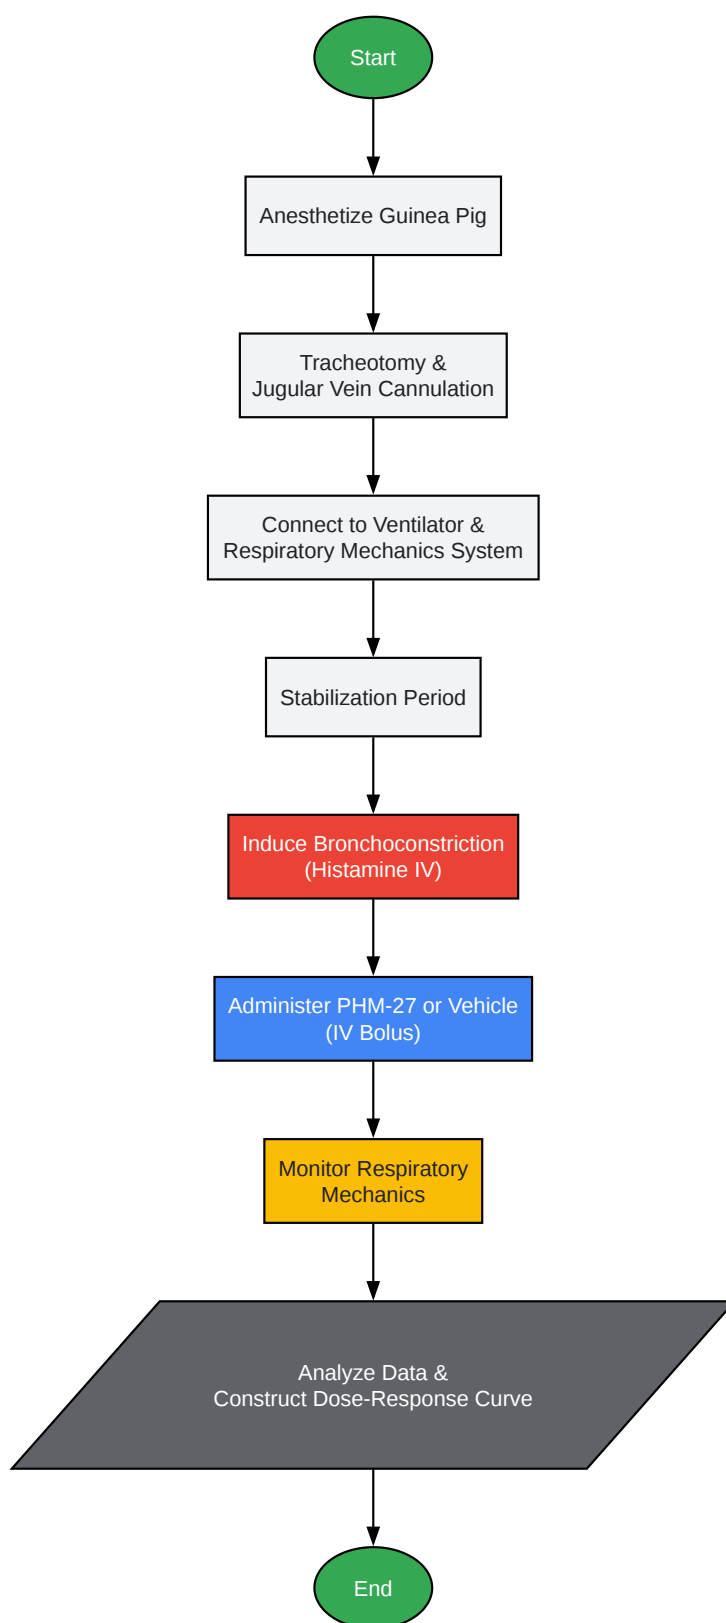 Start
Anesthetize Guinea Pig
Tracheotomy &
Jugular Vein Cannulation
Connect to Ventilator &
Respiratory Mechanics System
Stabilization Period
Induce Bronchoconstriction
(Histamine IV)
Administer PHM-27 or Vehicle
(IV Bolus)
Monitor Respiratory
Mechanics
Analyze Data &
Construct Dose-Response Curve
End